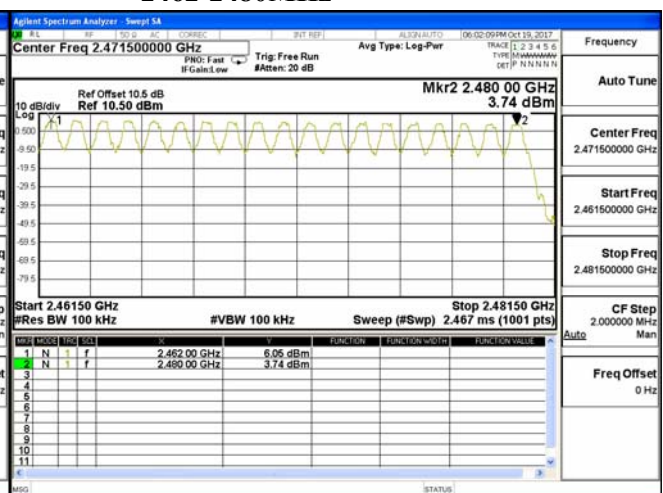 2402-2480MHz
Agilent Spectrum Analyzer - Swept SA
RL RF 50 Ω AC CORREC INT REF ALIGN AUTO 06:02:09 PM Oct 19, 2017
Center Freq 2.471500000 GHz
PNO: Fast
IFGain:Low
Trig: Free Run
#Atten: 20 dB
Avg Type: Log-Pwr
TRACE 1 2 3 4 5 6
TYPE
DET P N N N N N
Frequency
Auto Tune
Ref Offset 10.5 dB
10 dB/div Ref 10.50 dBm
Log
Mkr2 2.480 00 GHz
3.74 dBm
1
2
0.500
-9.50
-19.5
-29.5
-39.5
-49.5
-59.5
-69.5
-79.5
Center Freq
2.471500000 GHz
Start Freq
2.461500000 GHz
Stop Freq
2.481500000 GHz
Start 2.46150 GHz
Stop 2.48150 GHz
#Res BW 100 kHz
#VBW 100 kHz
Sweep (#Swp) 2.467 ms (1001 pts)
CF Step
2.000000 MHz
Auto Man
MKR MODE TRC SCL X Y FUNCTION FUNCTION WIDTH FUNCTION VALUE
1 N 1 f 2.462 00 GHz 6.05 dBm
2 N 1 f 2.480 00 GHz 3.74 dBm
3
4
5
6
7
8
9
10
11
Freq Offset
0 Hz
MSG
STATUS